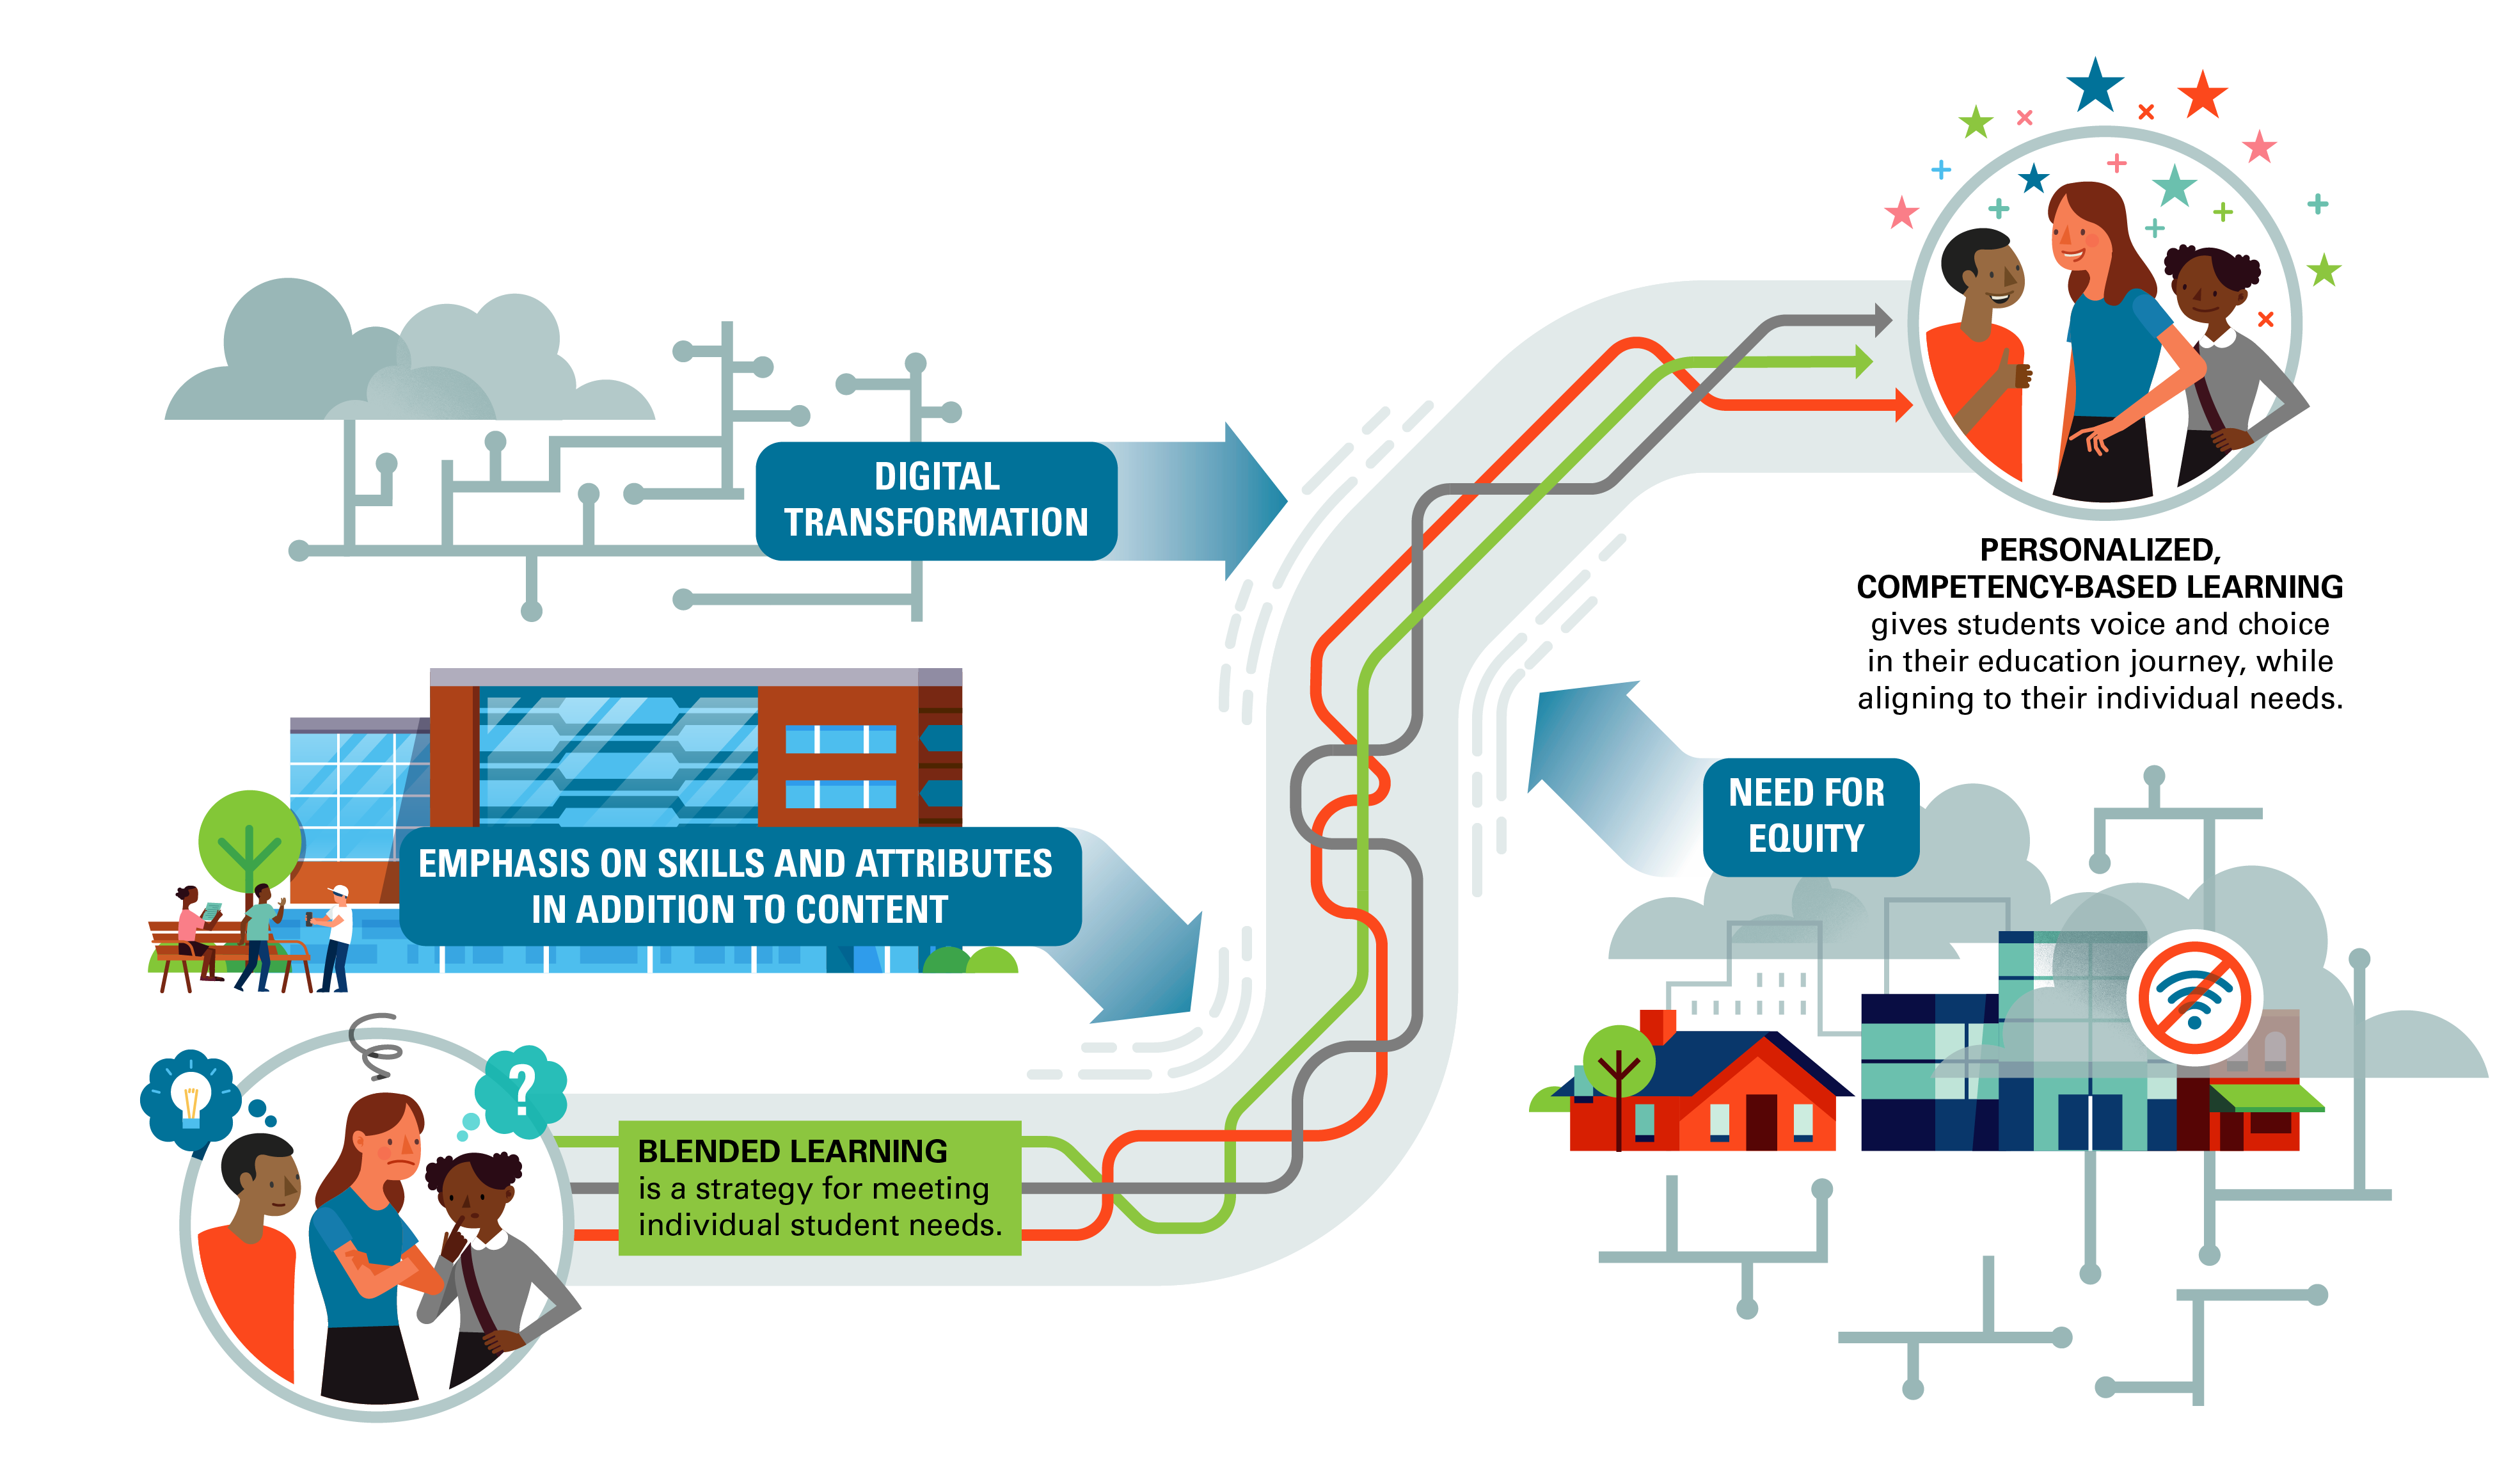 DIGITAL
TRANSFORMATION
PERSONALIZED,
COMPETENCY-BASED LEARNING
gives students voice and choice
in their education journey, while
aligning to their individual needs.
NEED FOR
EQUITY
EMPHASIS ON SKILLS AND ATTRIBUTES
IN ADDITION TO CONTENT
?
BLENDED LEARNING
is a strategy for meeting
individual student needs.